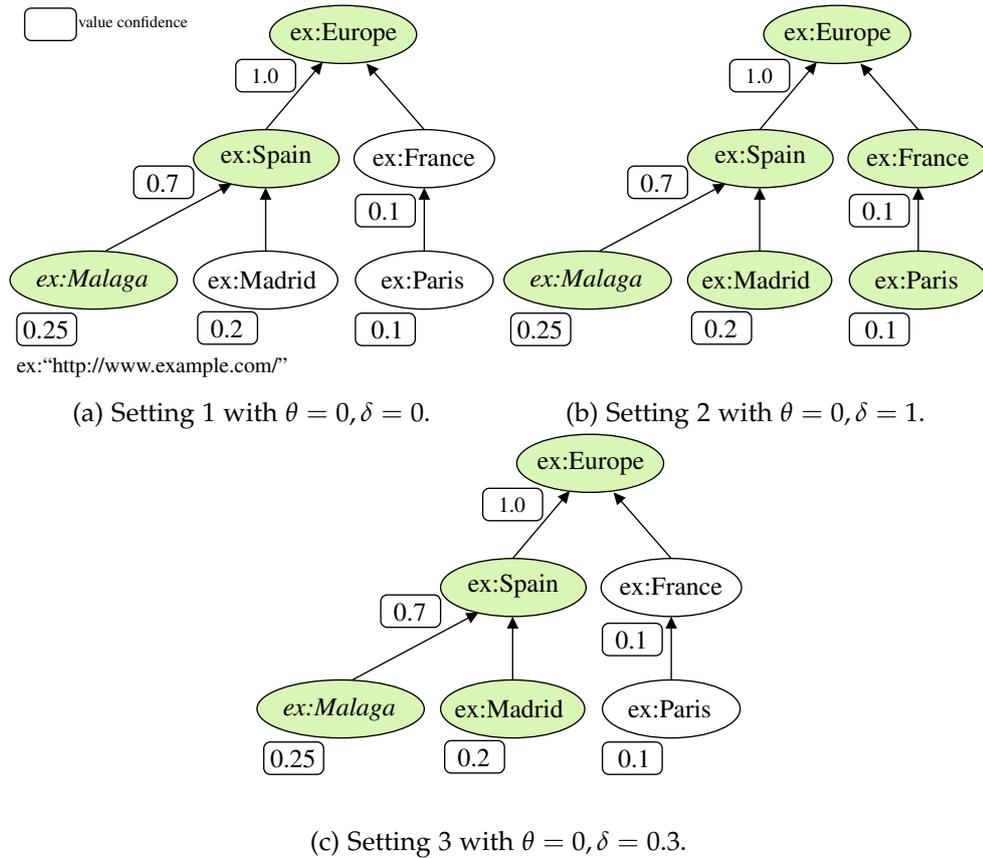 value confidence
ex:Europe
1.0
ex:Spain
ex:France
0.7
0.1
ex:Malaga
ex:Madrid
ex:Paris
0.25
0.2
0.1
ex:“http://www.example.com/”
(a) Setting 1 with θ = 0, δ = 0.
ex:Europe
1.0
ex:Spain
ex:France
0.7
0.1
ex:Malaga
ex:Madrid
ex:Paris
0.25
0.2
0.1
(b) Setting 2 with θ = 0, δ = 1.
ex:Europe
1.0
ex:Spain
ex:France
0.7
0.1
ex:Malaga
ex:Madrid
ex:Paris
0.25
0.2
0.1
(c) Setting 3 with θ = 0, δ = 0.3.